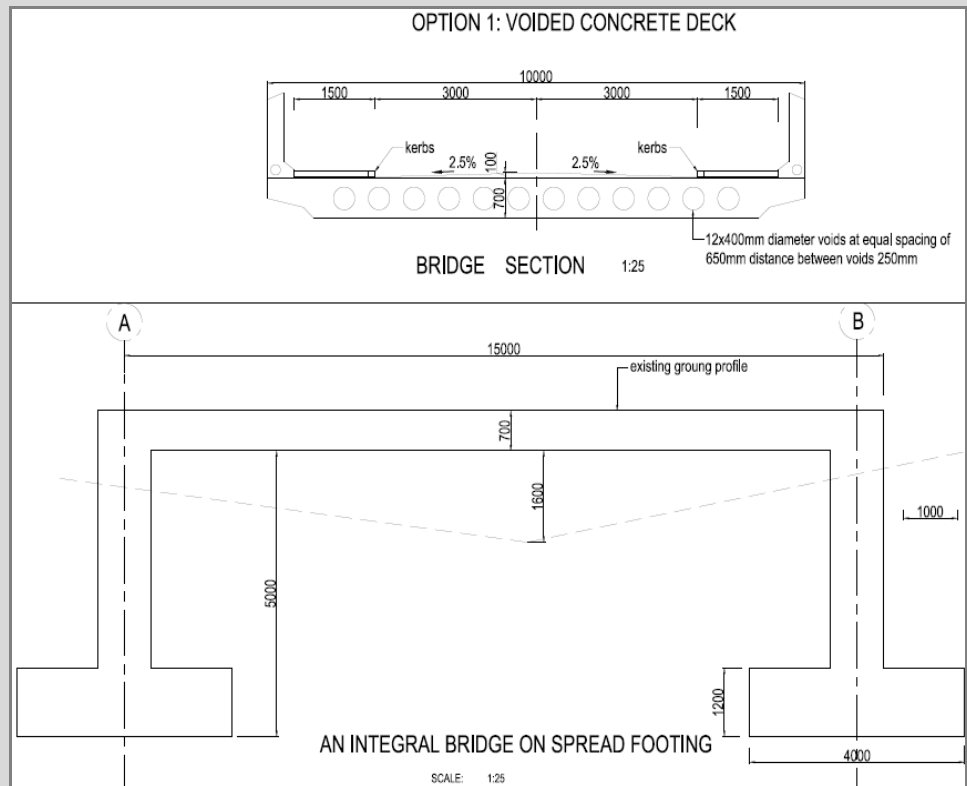 OPTION 1: VOIDED CONCRETE DECK
10000
1500
3000
3000
1500
kerbs
kerbs
2.5%
100
2.5%
700
12x400mm diameter voids at equal spacing of
650mm distance between voids 250mm
BRIDGE SECTION 1:25
A
B
15000
existing groung profile
700
1600
1000
5000
1200
AN INTEGRAL BRIDGE ON SPREAD FOOTING
4000
SCALE: 1:25